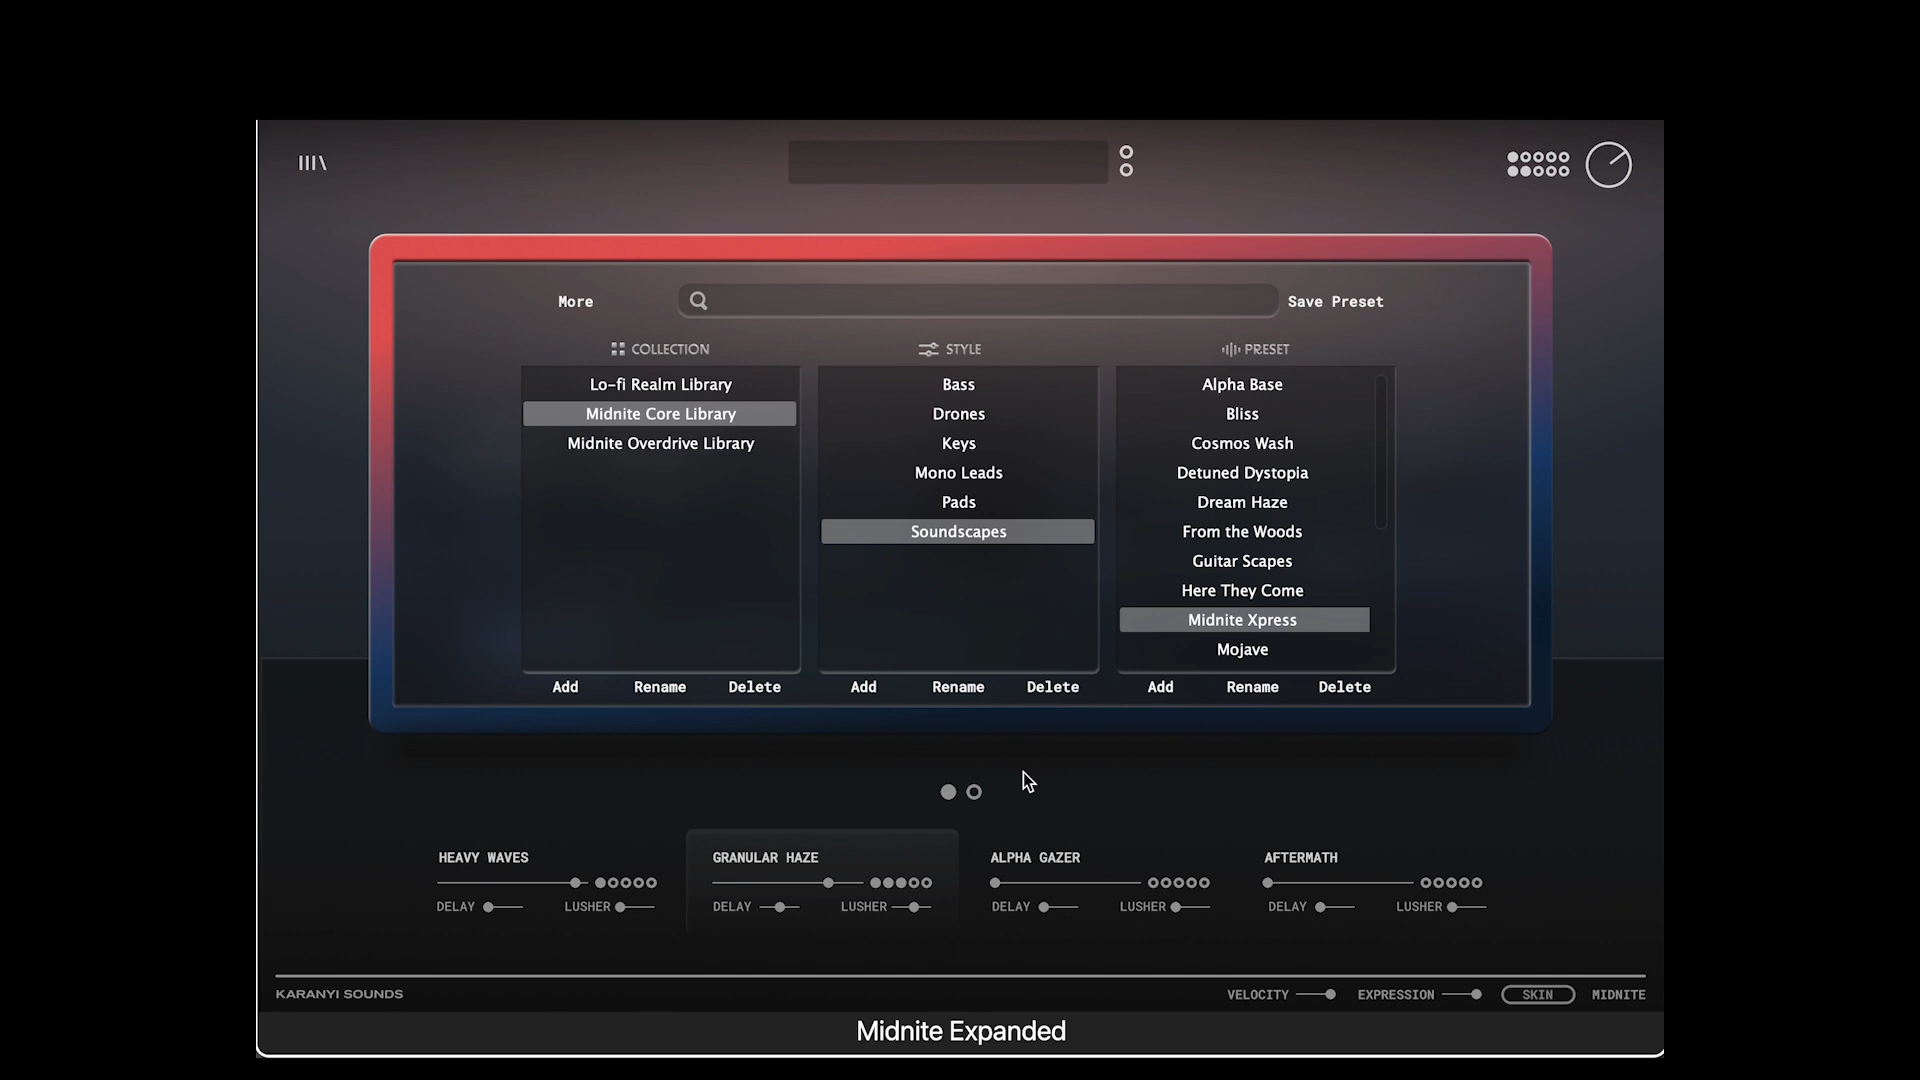 More
Save Preset
COLLECTION
STYLE
PRESET
Lo-fi Realm Library
Midnite Core Library
Midnite Overdrive Library
Bass
Drones
Keys
Mono Leads
Pads
Soundscapes
Alpha Base
Bliss
Cosmos Wash
Detuned Dystopia
Dream Haze
From the Woods
Guitar Scapes
Here They Come
Midnite Xpress
Mojave
Add Rename Delete
Add Rename Delete
Add Rename Delete
HEAVY WAVES
DELAY LUSHER
GRANULAR HAZE
DELAY LUSHER
ALPHA GAZER
DELAY LUSHER
AFTERMATH
DELAY LUSHER
KARANYI SOUNDS
VELOCITY EXPRESSION SKIN MIDNITE
Midnite Expanded